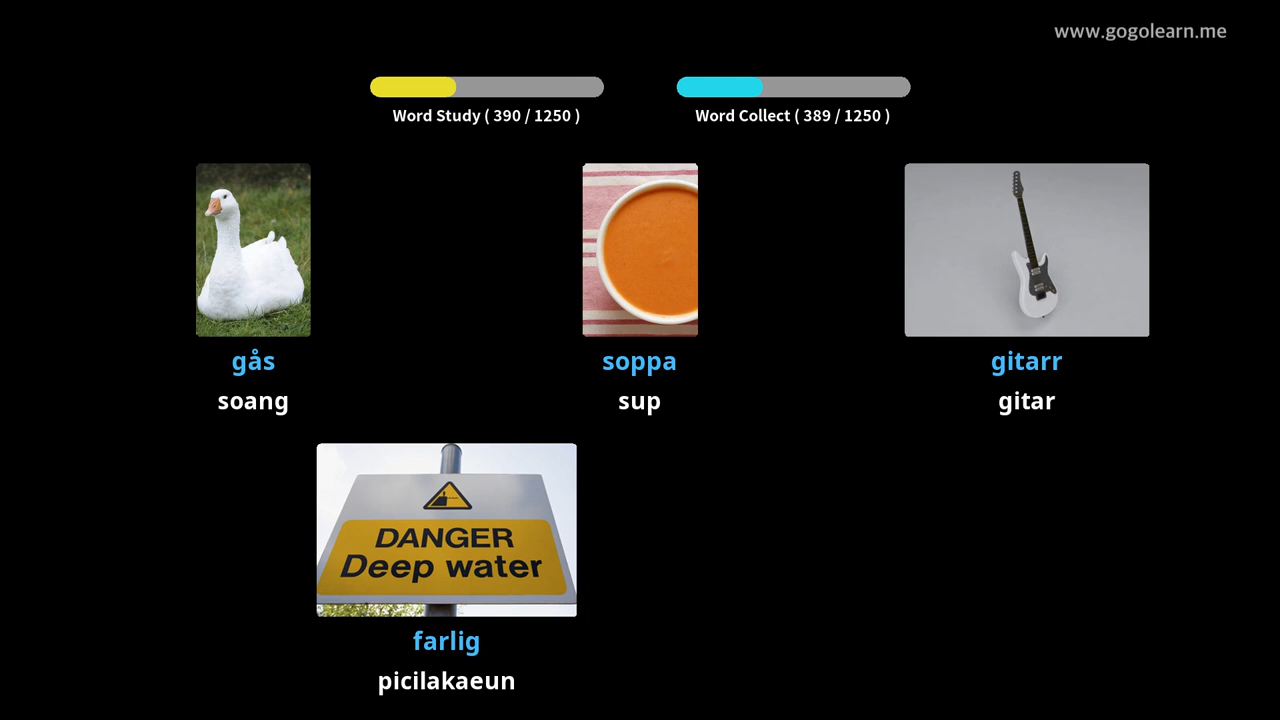 www.gogolearn.me
Word Study ( 390 / 1250 )
Word Collect ( 389 / 1250 )
gås
soang
soppa
sup
gitarr
gitar
DANGER
Deep water
farlig
picilakaeun